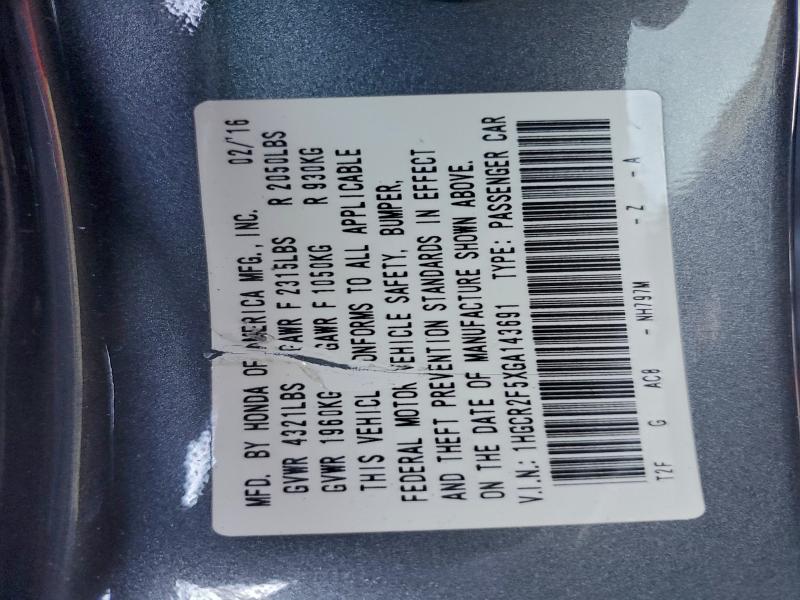 MFD. BY HONDA OF AMERICA MFG., INC. 02/'16
GVWR 4321LBS GAWR F 2315LBS R 2050LBS
GVWR 1960KG GAWR F 1050KG R 930KG
THIS VEHICL ONFORMS TO ALL APPLICABLE
FEDERAL MOTOR VEHICLE SAFETY, BUMPER,
AND THEFT PREVENTION STANDARDS IN EFFECT
ON THE DATE OF MANUFACTURE SHOWN ABOVE.
V.I.N.: 1HGCR2F5XGA143691 TYPE: PASSENGER CAR
T2F G AC8 - NH797M - Z - A